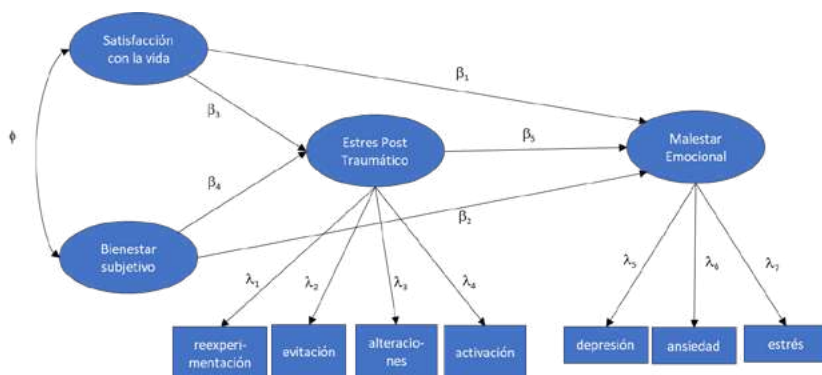 Satisfacción
con la vida
β1
β3
ϕ
Estres Post
Traumático
β5
Malestar
Emocional
β4
β2
Bienestar
subjetivo
λ1
λ2
λ3
λ4
λ5
λ6
λ7
reexperi-
mentación
evitación
alteracio-
nes
activación
depresión
ansiedad
estrés